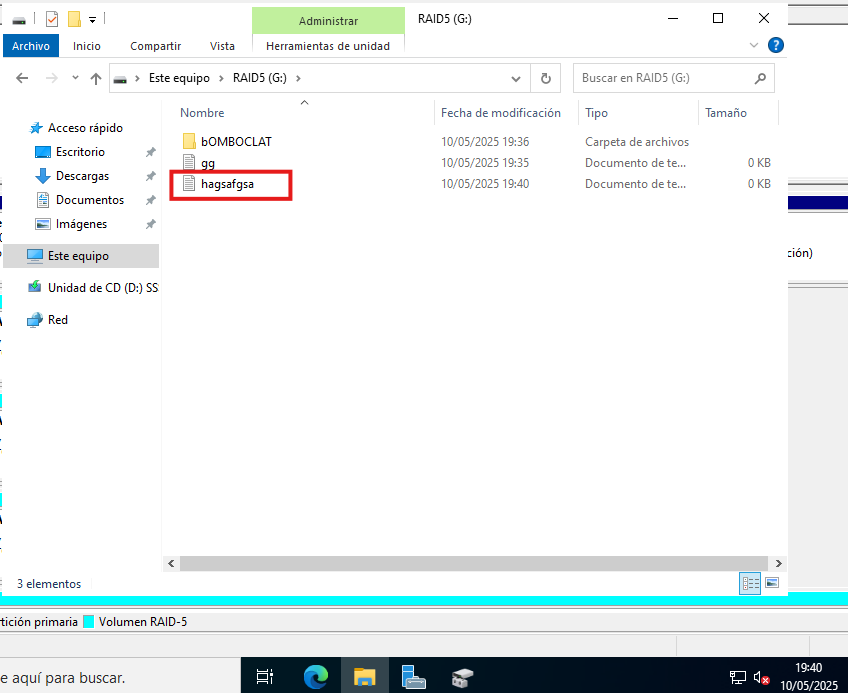 Administrar
RAID5 (G:)
Archivo
Inicio
Compartir
Vista
Herramientas de unidad
Este equipo
RAID5 (G:)
Buscar en RAID5 (G:)
Nombre
Fecha de modificación
Tipo
Tamaño
Acceso rápido
Escritorio
Descargas
Documentos
Imágenes
Este equipo
Unidad de CD (D:) SS
Red
bOMBOCLAT
10/05/2025 19:36
Carpeta de archivos
gg
10/05/2025 19:35
Documento de te...
0 KB
hagsafgsa
10/05/2025 19:40
Documento de te...
0 KB
ción)
3 elementos
tición primaria
Volumen RAID-5
e aquí para buscar.
19:40
10/05/2025